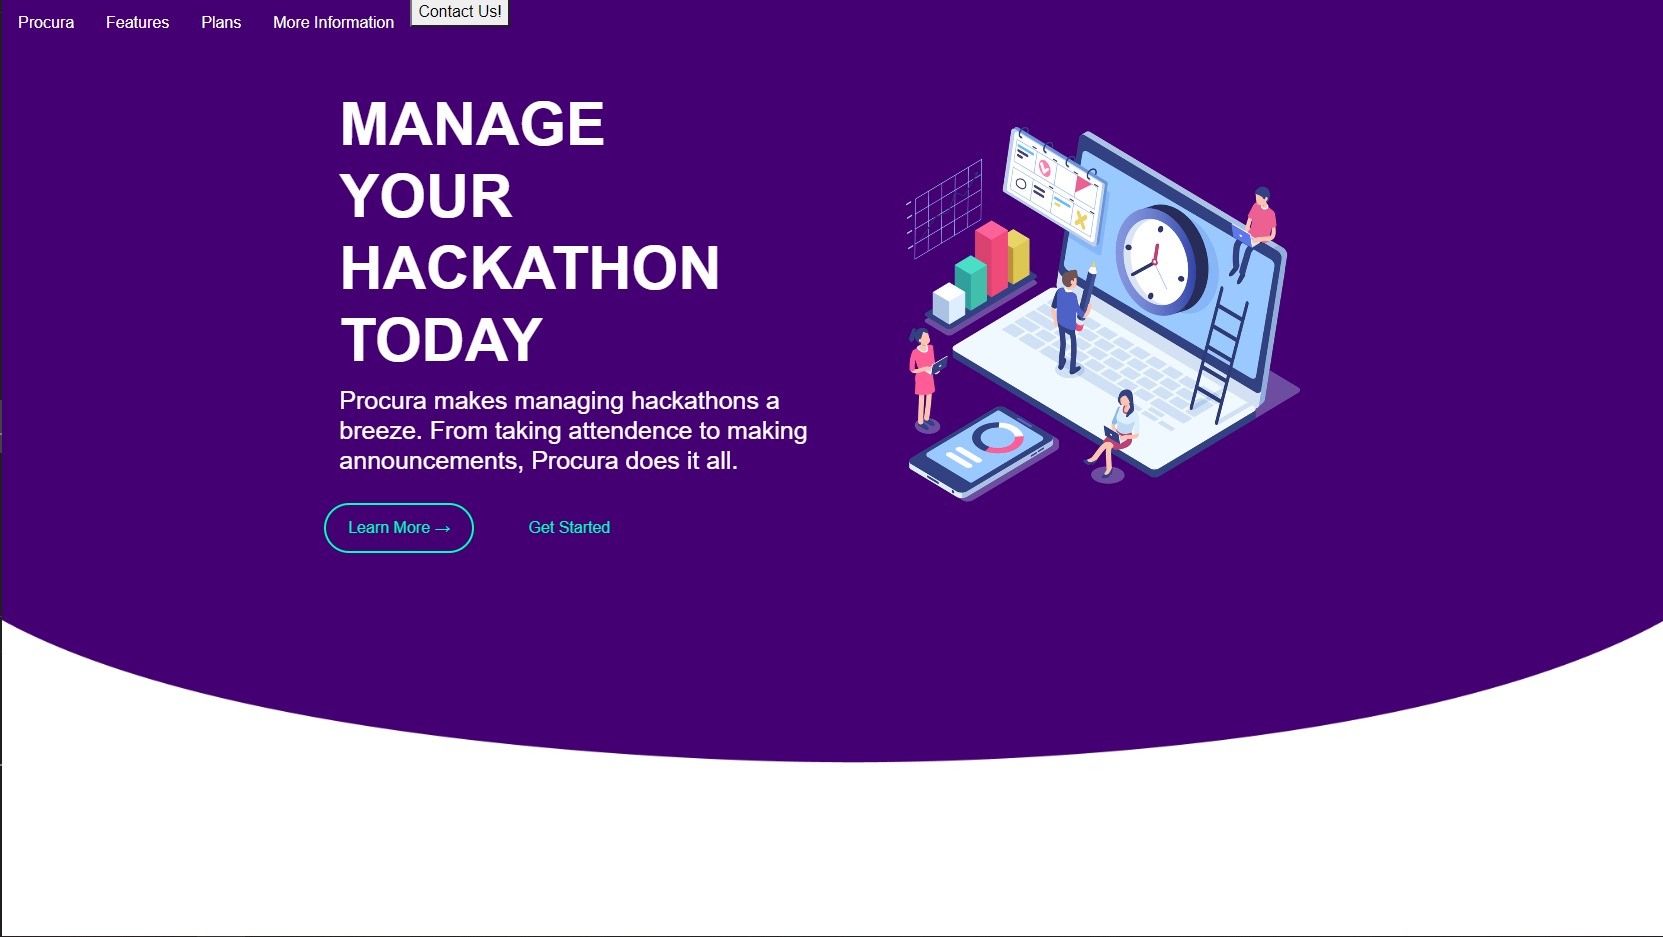 Procura Features Plans More Information Contact Us!
MANAGE
YOUR
HACKATHON
TODAY
Procura makes managing hackathons a
breeze. From taking attendence to making
announcements, Procura does it all.
Learn More → Get Started